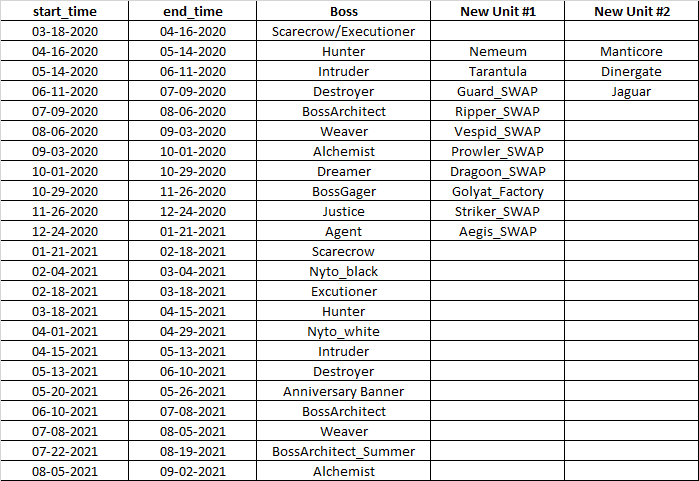 start_time end_time Boss New Unit #1 New Unit #2
03-18-2020 04-16-2020 Scarecrow/Executioner
04-16-2020 05-14-2020 Hunter Nemeum Manticore
05-14-2020 06-11-2020 Intruder Tarantula Dinergate
06-11-2020 07-09-2020 Destroyer Guard_SWAP Jaguar
07-09-2020 08-06-2020 BossArchitect Ripper_SWAP
08-06-2020 09-03-2020 Weaver Vespid_SWAP
09-03-2020 10-01-2020 Alchemist Prowler_SWAP
10-01-2020 10-29-2020 Dreamer Dragoon_SWAP
10-29-2020 11-26-2020 BossGager Golyat_Factory
11-26-2020 12-24-2020 Justice Striker_SWAP
12-24-2020 01-21-2021 Agent Aegis_SWAP
01-21-2021 02-18-2021 Scarecrow
02-04-2021 03-04-2021 Nyto_black
02-18-2021 03-18-2021 Excutioner
03-18-2021 04-15-2021 Hunter
04-01-2021 04-29-2021 Nyto_white
04-15-2021 05-13-2021 Intruder
05-13-2021 06-10-2021 Destroyer
05-20-2021 05-26-2021 Anniversary Banner
06-10-2021 07-08-2021 BossArchitect
07-08-2021 08-05-2021 Weaver
07-22-2021 08-19-2021 BossArchitect_Summer
08-05-2021 09-02-2021 Alchemist